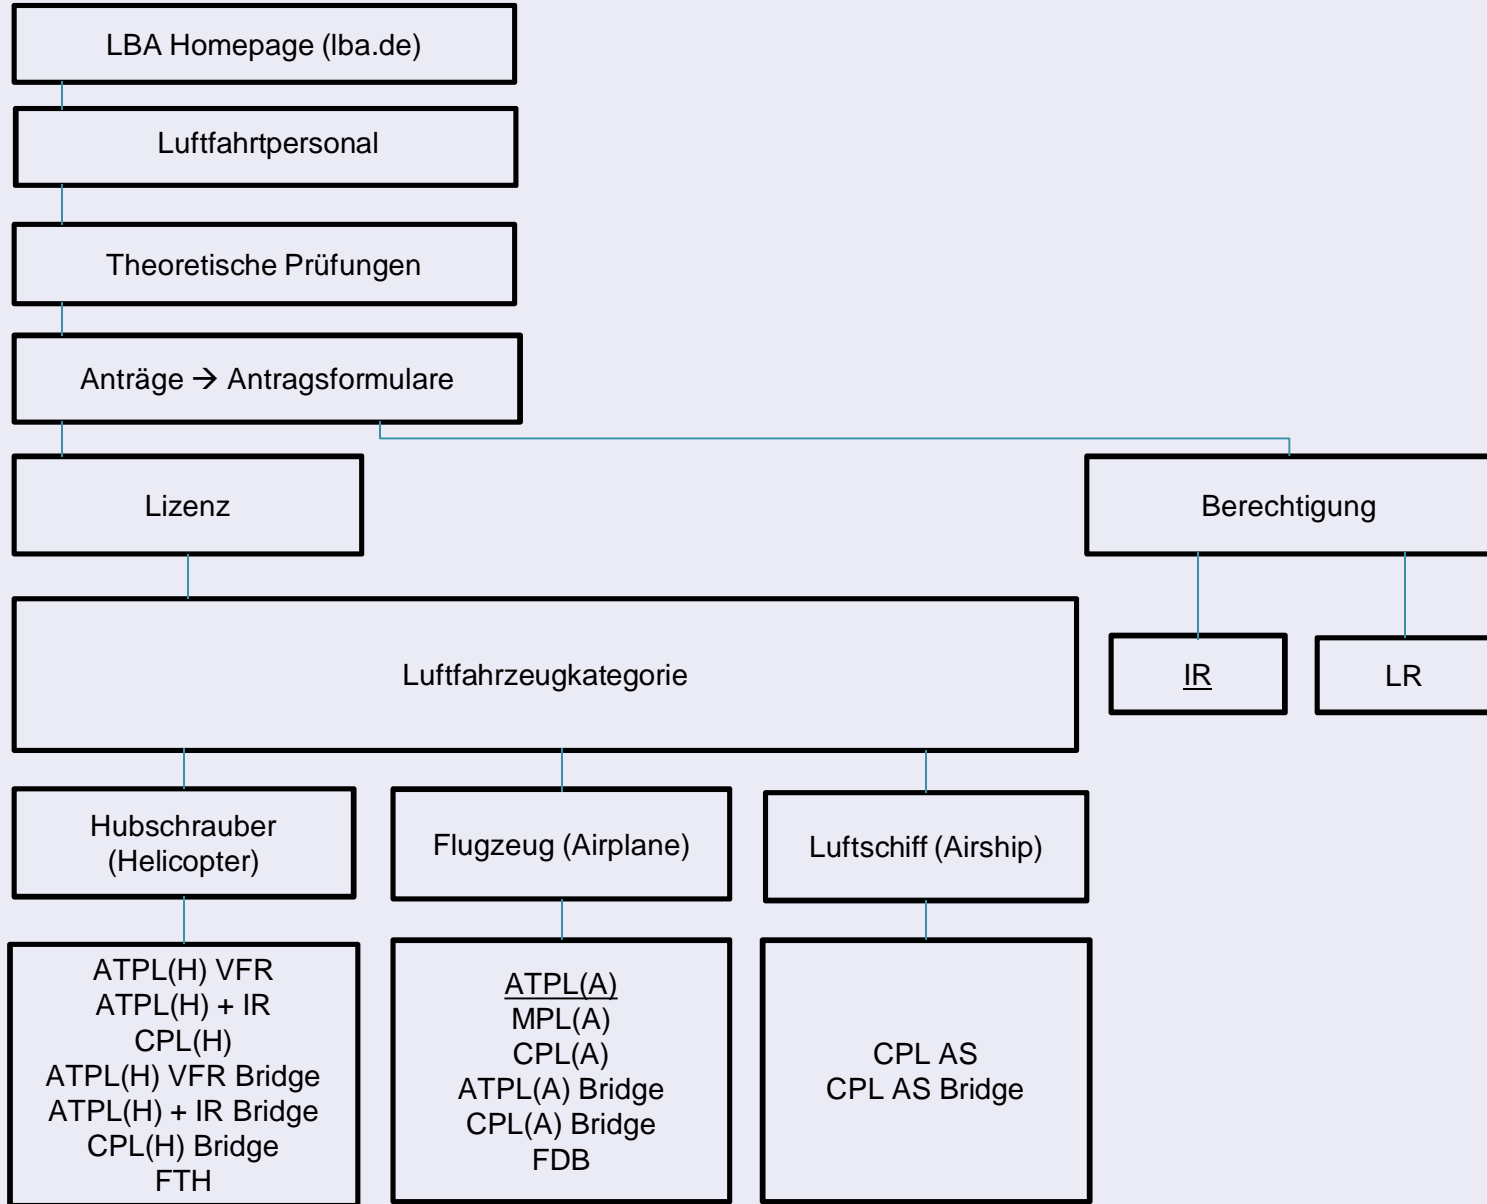 LBA Homepage (lba.de)
Luftfahrtpersonal
Theoretische Prüfungen
Anträge → Antragsformulare
Lizenz
Berechtigung
Luftfahrzeugkategorie
IR
LR
Hubschrauber
(Helicopter)
Flugzeug (Airplane)
Luftschiff (Airship)
ATPL(H) VFR
ATPL(H) + IR
CPL(H)
ATPL(H) VFR Bridge
ATPL(H) + IR Bridge
CPL(H) Bridge
FTH
ATPL(A)
MPL(A)
CPL(A)
ATPL(A) Bridge
CPL(A) Bridge
FDB
CPL AS
CPL AS Bridge